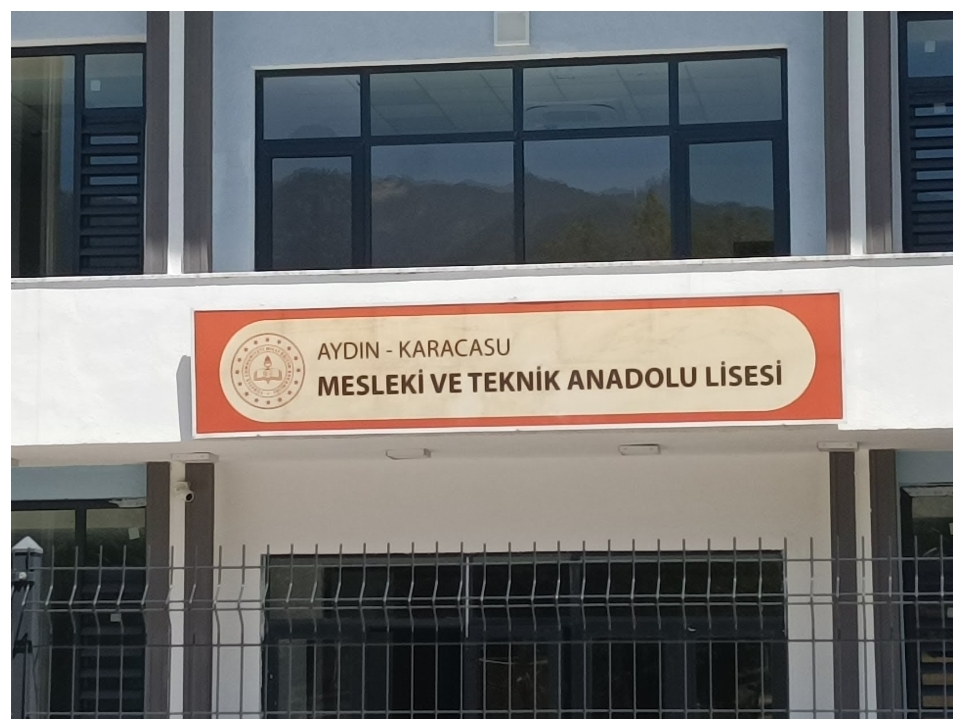 AYDIN - KARACASU
MESLEKİ VE TEKNİK ANADOLU LİSESİ